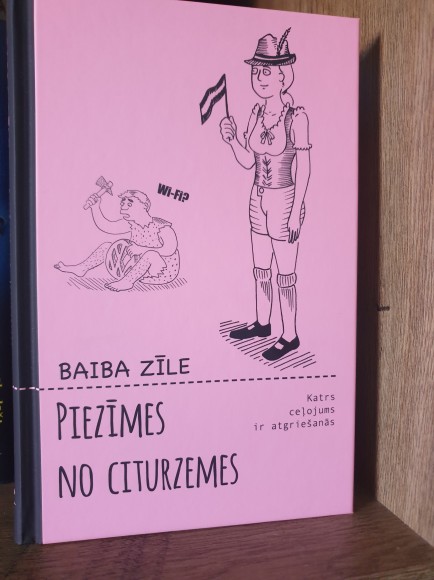 Wi-Fi?
BAIBA ZĪLE
PIEZĪMES
NO CITURZEMES
Katrs
ceļojums
ir atgriešanās